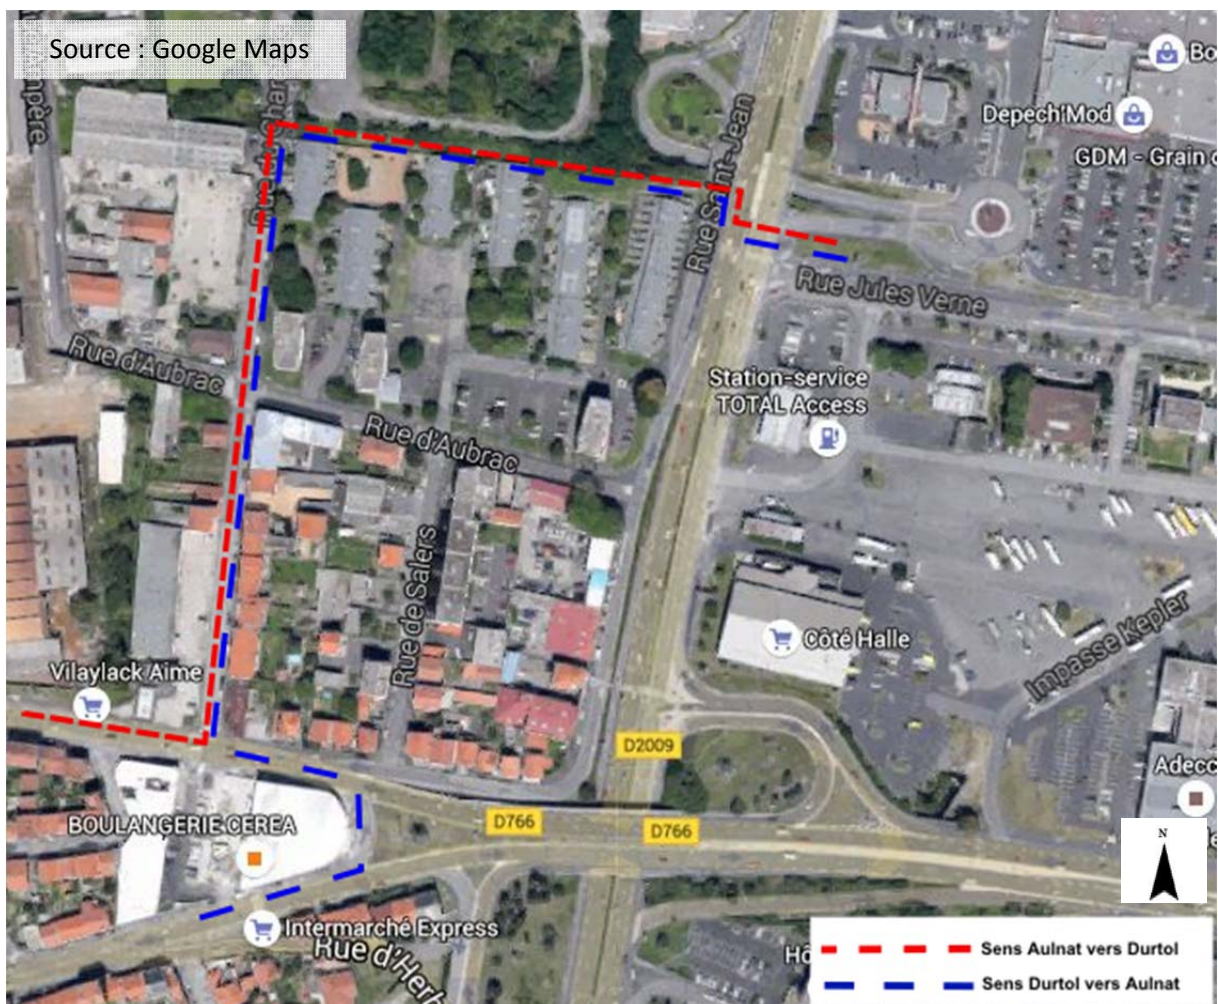 Source : Google Maps
Bo
Depech'Mod
GDM - Grain d
Rue Saint-Jean
Rue Jules Verne
Rue d'Aubrac
Station-service
TOTAL Access
Rue d'Aubrac
Rue de Salers
Côté Halle
Impasse Kepler
Vilaylack Aime
D2009
Adecc
BOULANGERIE CEREA
D766
D766
N
Intermarché Express
Rue d'Herb
Hô
Sens Aulnat vers Durtol
Sens Durtol vers Aulnat